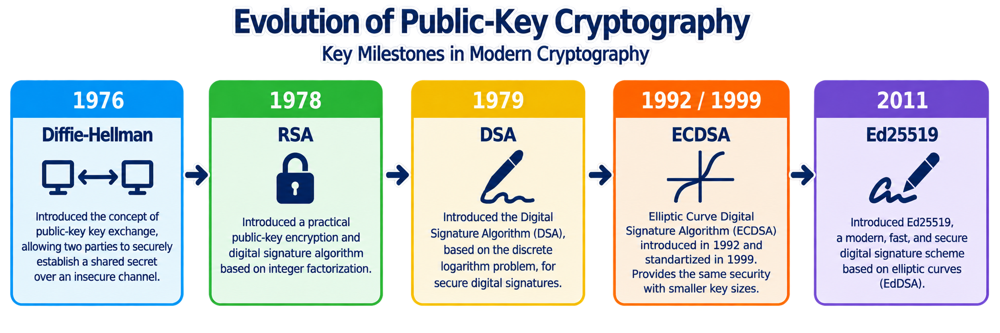 Evolution of Public-Key Cryptography
Key Milestones in Modern Cryptography
1976
Diffie-Hellman
Introduced the concept of
public-key key exchange,
allowing two parties to securely
establish a shared secret
over an insecure channel.
1978
RSA
Introduced a practical
public-key encryption and
digital signature algorithm
based on integer factorization.
1979
DSA
Introduced the Digital
Signature Algorithm (DSA),
based on the discrete
logarithm problem, for
secure digital signatures.
1992 / 1999
ECDSA
Elliptic Curve Digital
Signature Algorithm (ECDSA)
introduced in 1992 and
standartized in 1999.
Provides the same security
with smaller key sizes.
2011
Ed25519
Introduced Ed25519,
a modern, fast, and secure
digital signature scheme
based on elliptic curves
(EdDSA).